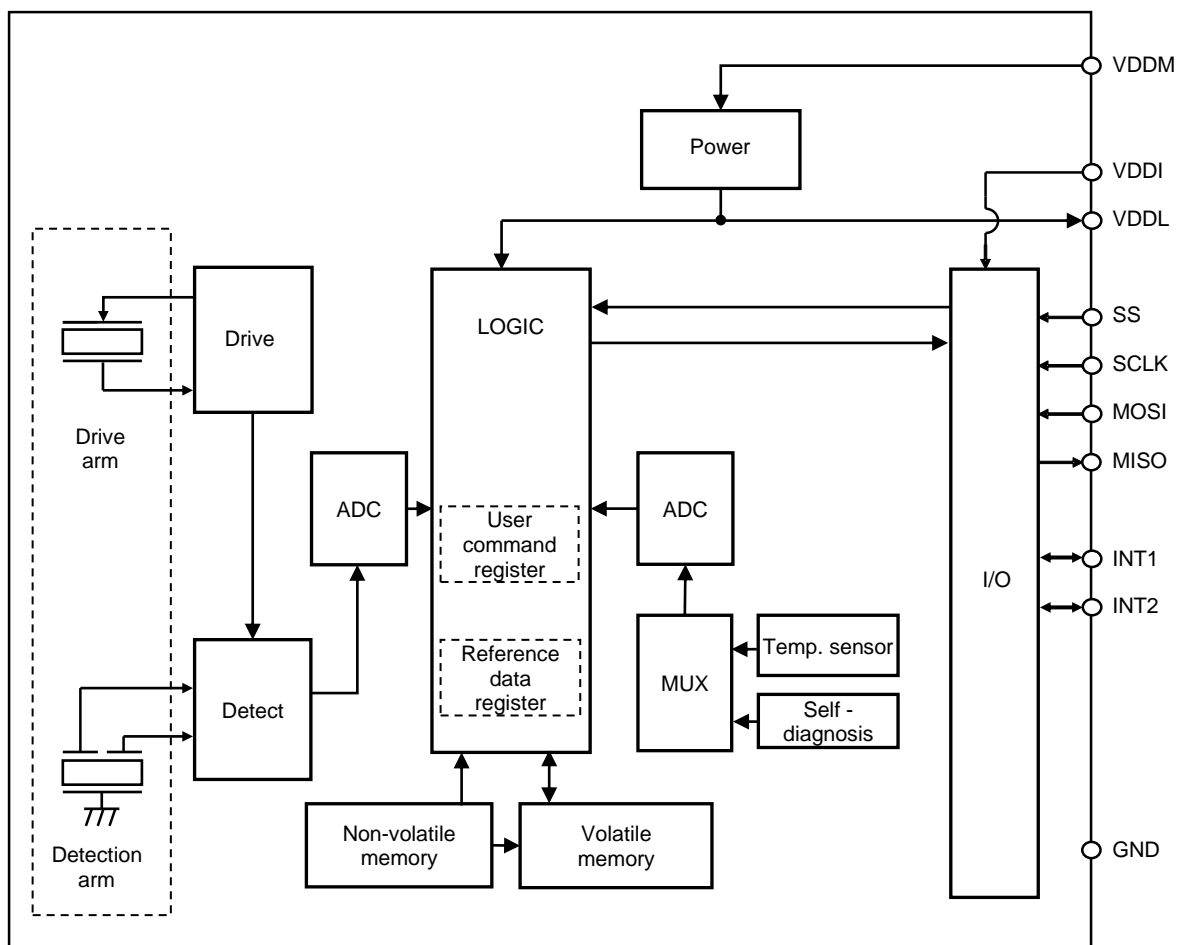 VDDM
Power
VDDI
VDDL
Drive
LOGIC
SS
SCLK
MOSI
MISO
Drive
arm
ADC
User
command
register
ADC
I/O
INT1
INT2
Detect
Reference
data
register
MUX
Temp. sensor
Self -
diagnosis
Non-volatile
memory
Volatile
memory
Detection
arm
GND